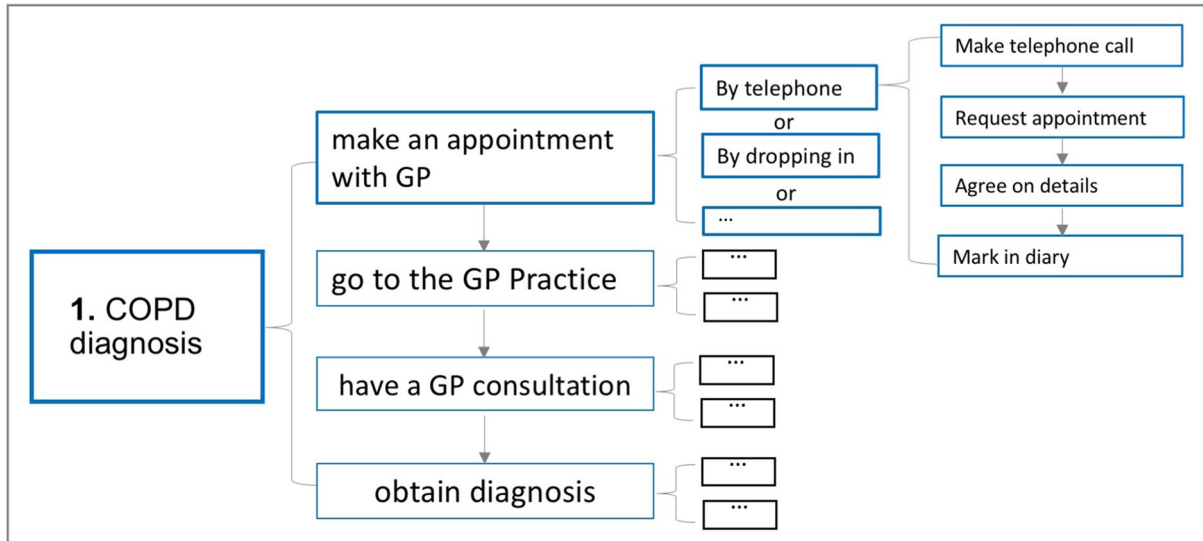 1. COPD
diagnosis
make an appointment
with GP
go to the GP Practice
have a GP consultation
obtain diagnosis
By telephone
or
By dropping in
or
...
...
...
...
...
...
...
Make telephone call
Request appointment
Agree on details
Mark in diary